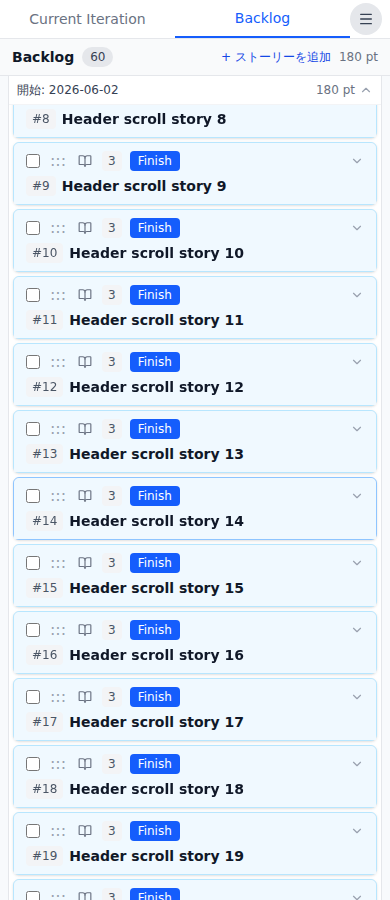 Current Iteration Backlog
Backlog 60 + ストーリーを追加 180 pt
開始: 2026-06-02 180 pt
#8 Header scroll story 8
3 Finish
#9 Header scroll story 9
3 Finish
#10 Header scroll story 10
3 Finish
#11 Header scroll story 11
3 Finish
#12 Header scroll story 12
3 Finish
#13 Header scroll story 13
3 Finish
#14 Header scroll story 14
3 Finish
#15 Header scroll story 15
3 Finish
#16 Header scroll story 16
3 Finish
#17 Header scroll story 17
3 Finish
#18 Header scroll story 18
3 Finish
#19 Header scroll story 19
3 Finish